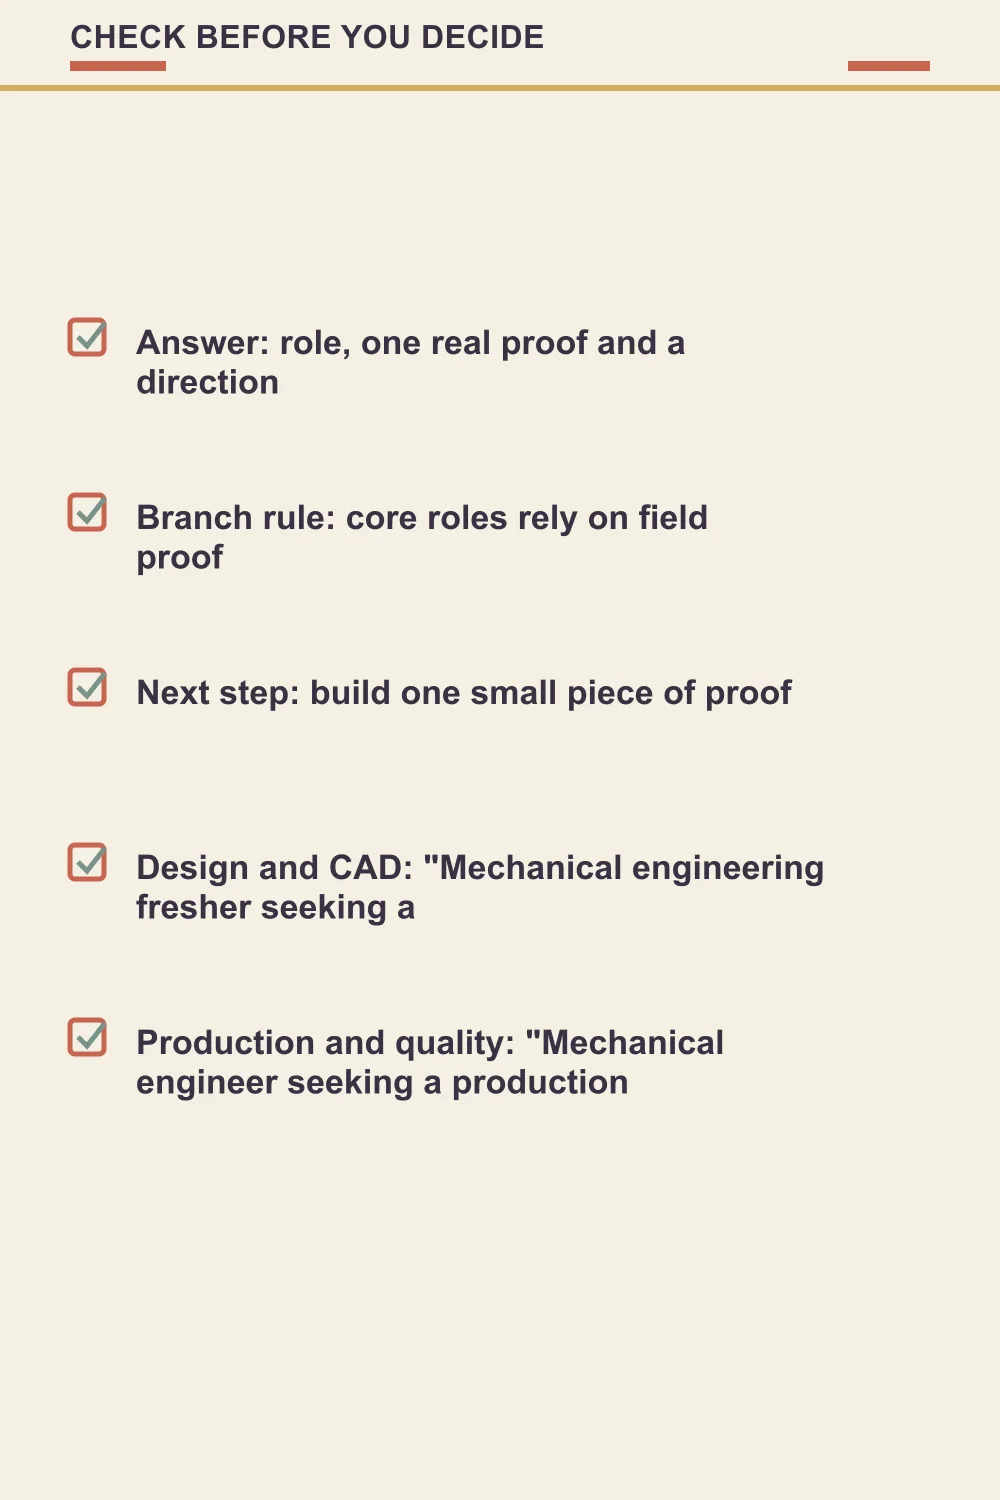 CHECK BEFORE YOU DECIDE
Answer: role, one real proof and a
direction
Branch rule: core roles rely on field
proof
Next step: build one small piece of proof
Design and CAD: "Mechanical engineering
fresher seeking a
Production and quality: "Mechanical
engineer seeking a production